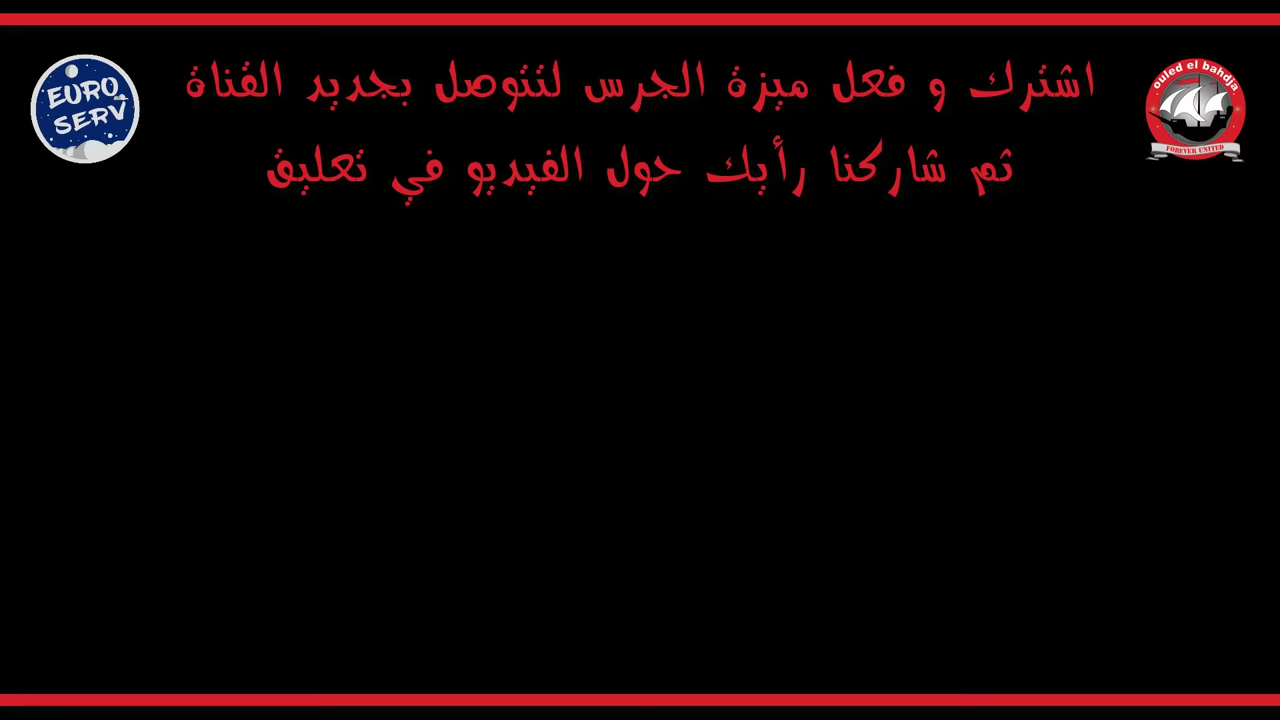 اشترك و فعل ميزة الجرس لتتوصل بجديد القناة
ثم شاركنا رأيك حول الفيديو في تعليق
EURO
SERV
ouled el bahdja
FOREVER UNITED